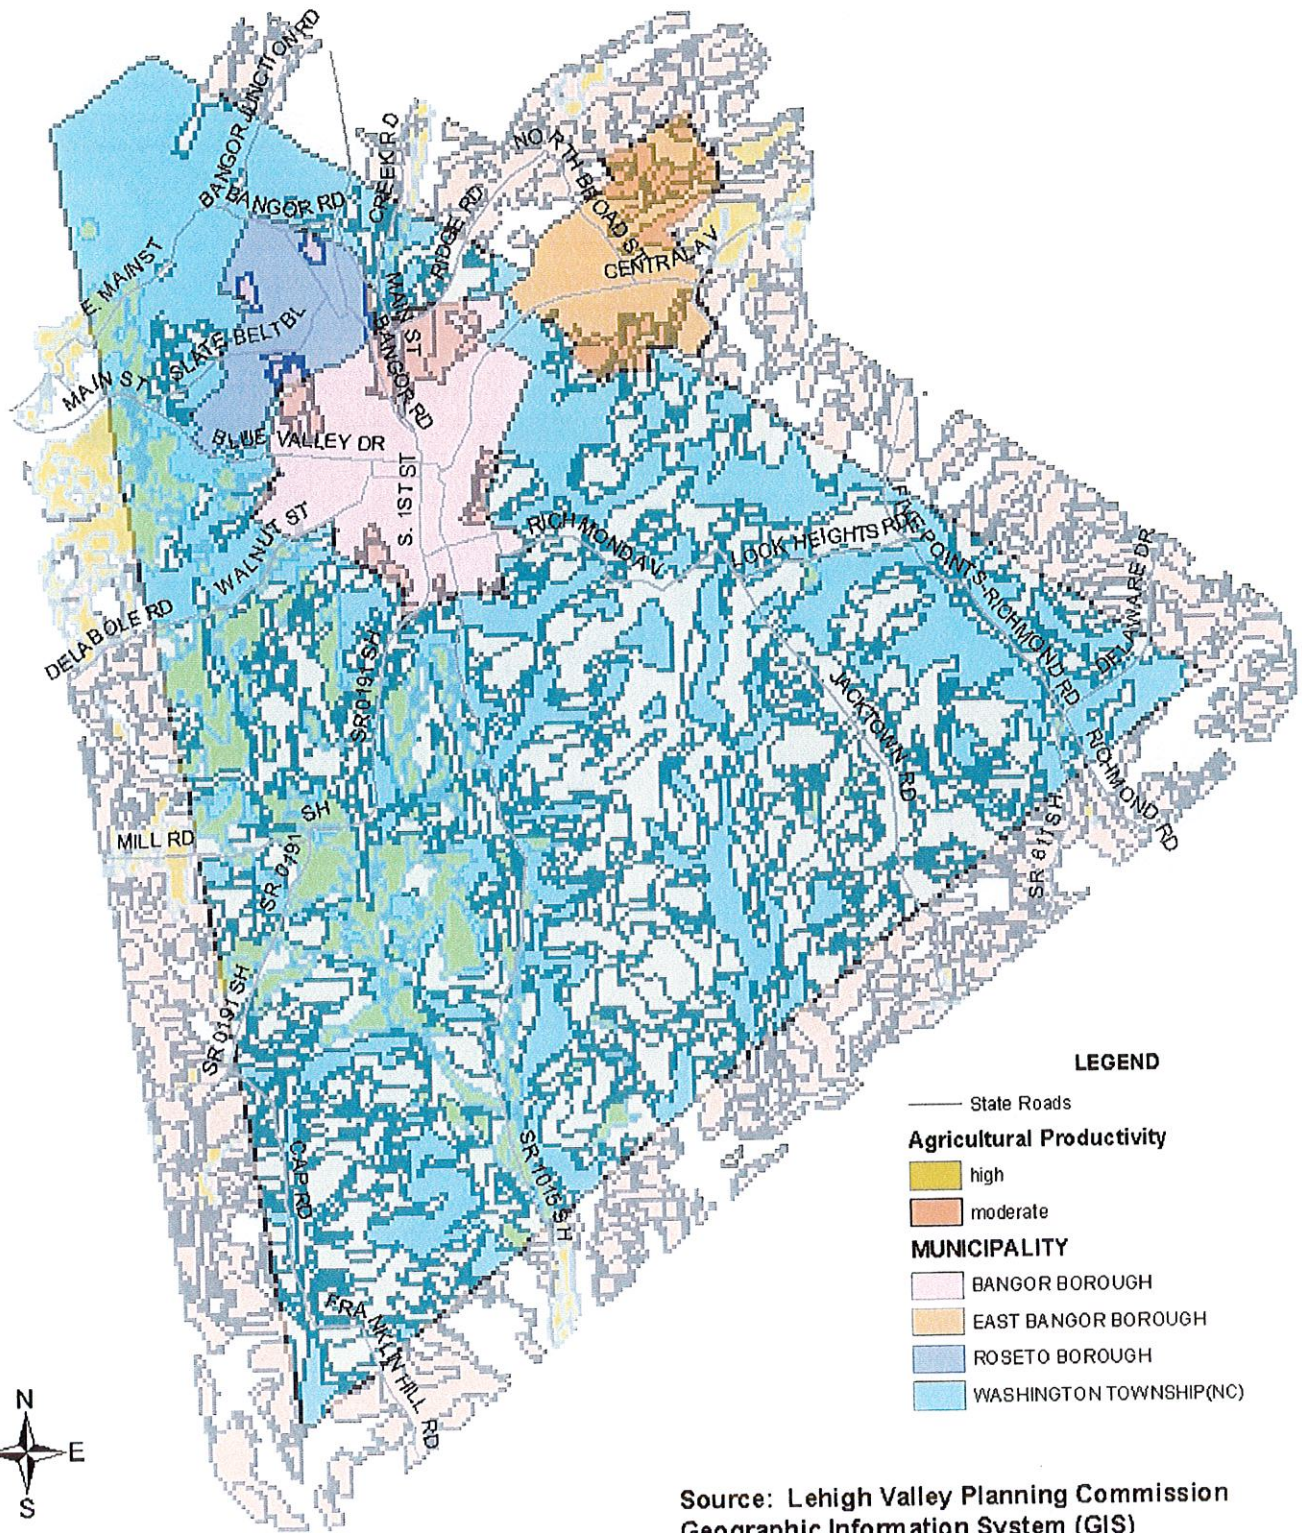 BANGOR JUNCTION RD
CREEK RD
NORTH BROAD ST
BANGOR RD
RIDGE RD
CENTRAL AV
E. MAIN ST
MAIN ST
SLATE BELT BL
BANGOR RD
MAIN ST
BLUE VALLEY DR
S. 1ST ST
WALNUT ST
RICHMOND AV
LOOK HEIGHTS RD
FIVE POINTS-RICHMOND RD
DELAWARE DR
DELABOLE RD
SR 0191 SH
JACKTOWN RD
RICHMOND RD
MILL RD
SR 0191 SH
SR 611 SH
SR 0191 SH
CAP RD
SR 1015 SH
FRANKLIN HILL RD
LEGEND
State Roads
Agricultural Productivity
high
moderate
MUNICIPALITY
BANGOR BOROUGH
EAST BANGOR BOROUGH
ROSETO BOROUGH
WASHINGTON TOWNSHIP(NC)
N
E
S
Source: Lehigh Valley Planning Commission
Geographic Information System (GIS)